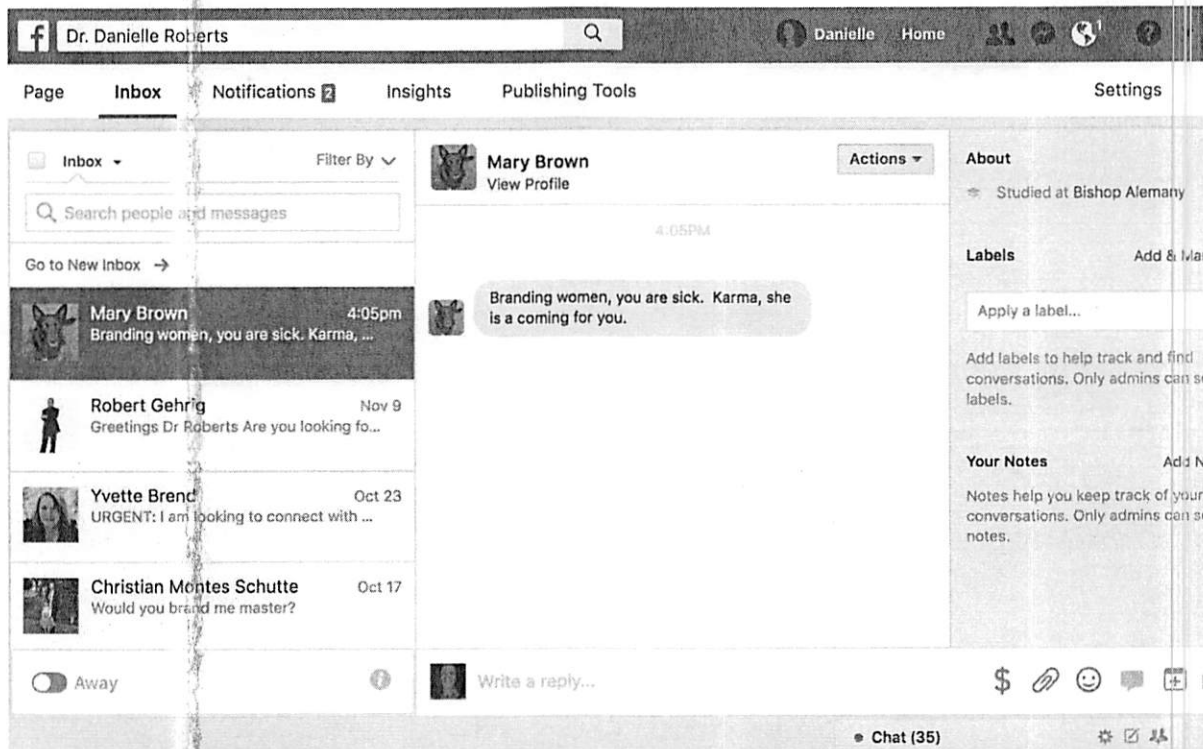 f Dr. Danielle Roberts
Danielle Home 1 ?
Page Inbox Notifications 2 Insights Publishing Tools Settings
Inbox
Filter By
Search people and messages
Go to New Inbox →
Mary Brown 4:05pm
Branding women, you are sick. Karma, ...
Robert Gehrig Nov 9
Greetings Dr Roberts Are you looking fo...
Yvette Brend Oct 23
URGENT: I am looking to connect with ...
Christian Montes Schutte Oct 17
Would you brand me master?
Away
Mary Brown
View Profile
Actions
4:05PM
Branding women, you are sick. Karma, she
is a coming for you.
Write a reply...
$
Chat (35)
About
Studied at Bishop Alemany
Labels Add &
Apply a label...
Add labels to help track and find
conversations. Only admins can
labels.
Your Notes Add
Notes help you keep track of your
conversations. Only admins can
notes.